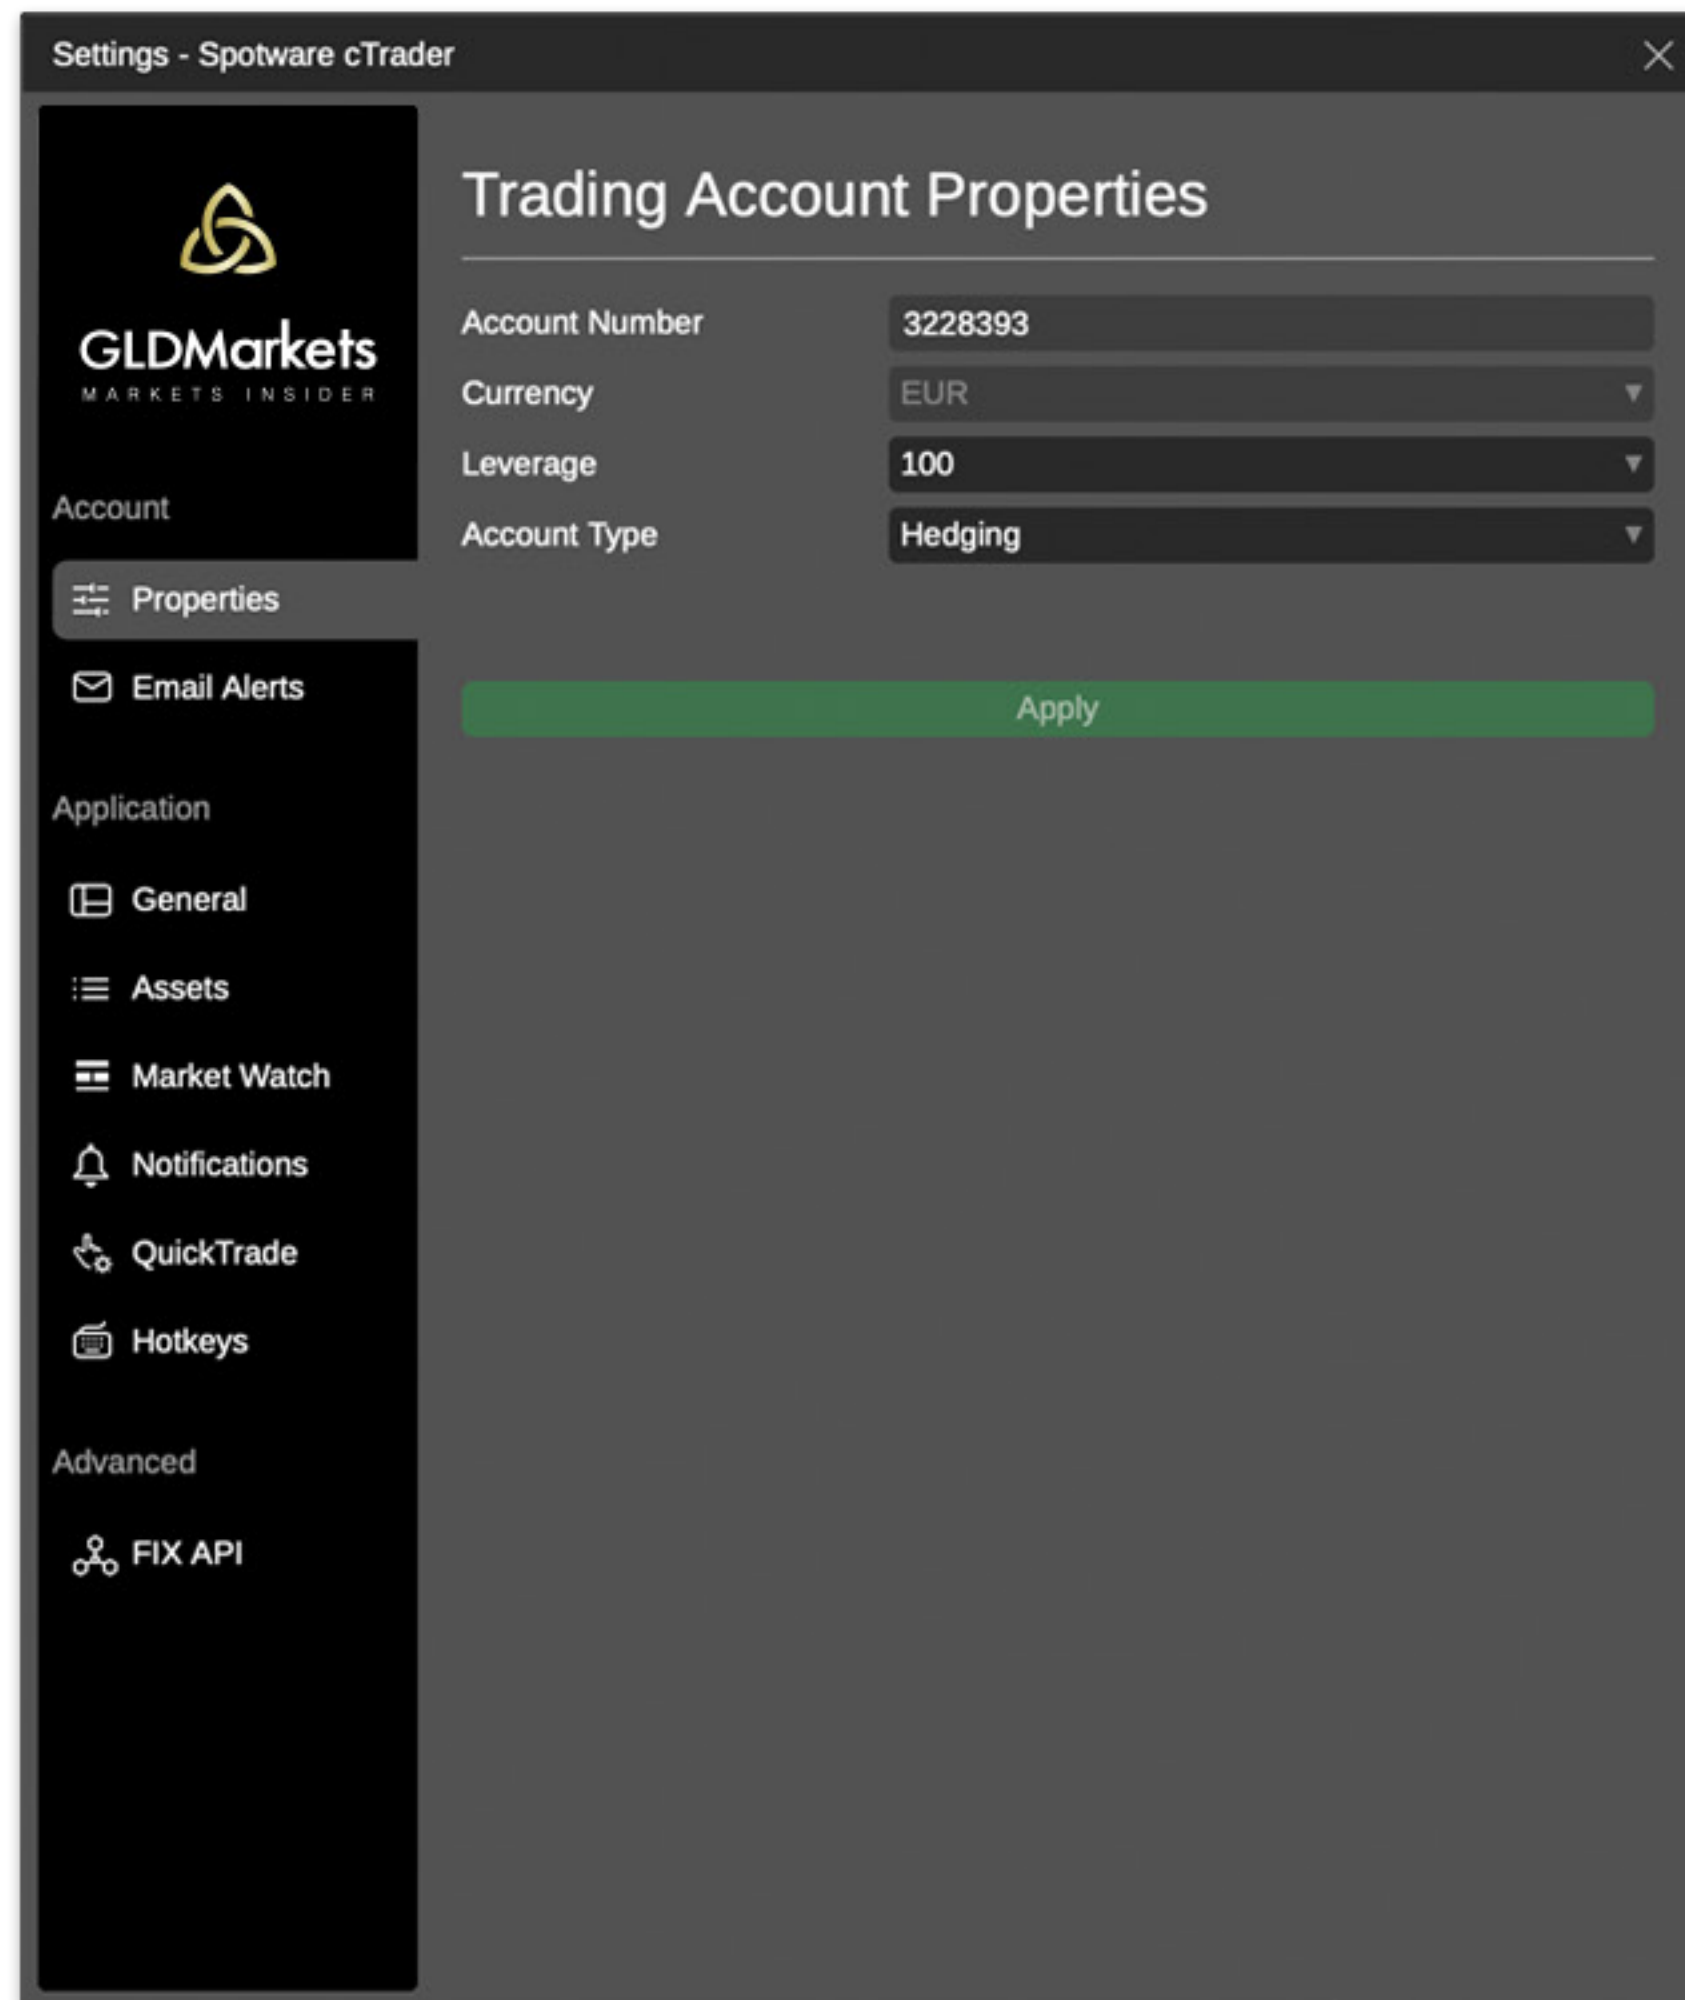 Settings - Spotware cTrader
GLDMarkets
MARKETS INSIDER
Account
Properties
Email Alerts
Application
General
Assets
Market Watch
Notifications
QuickTrade
Hotkeys
Advanced
FIX API
Trading Account Properties
Account Number 3228393
Currency EUR
Leverage 100
Account Type Hedging
Apply